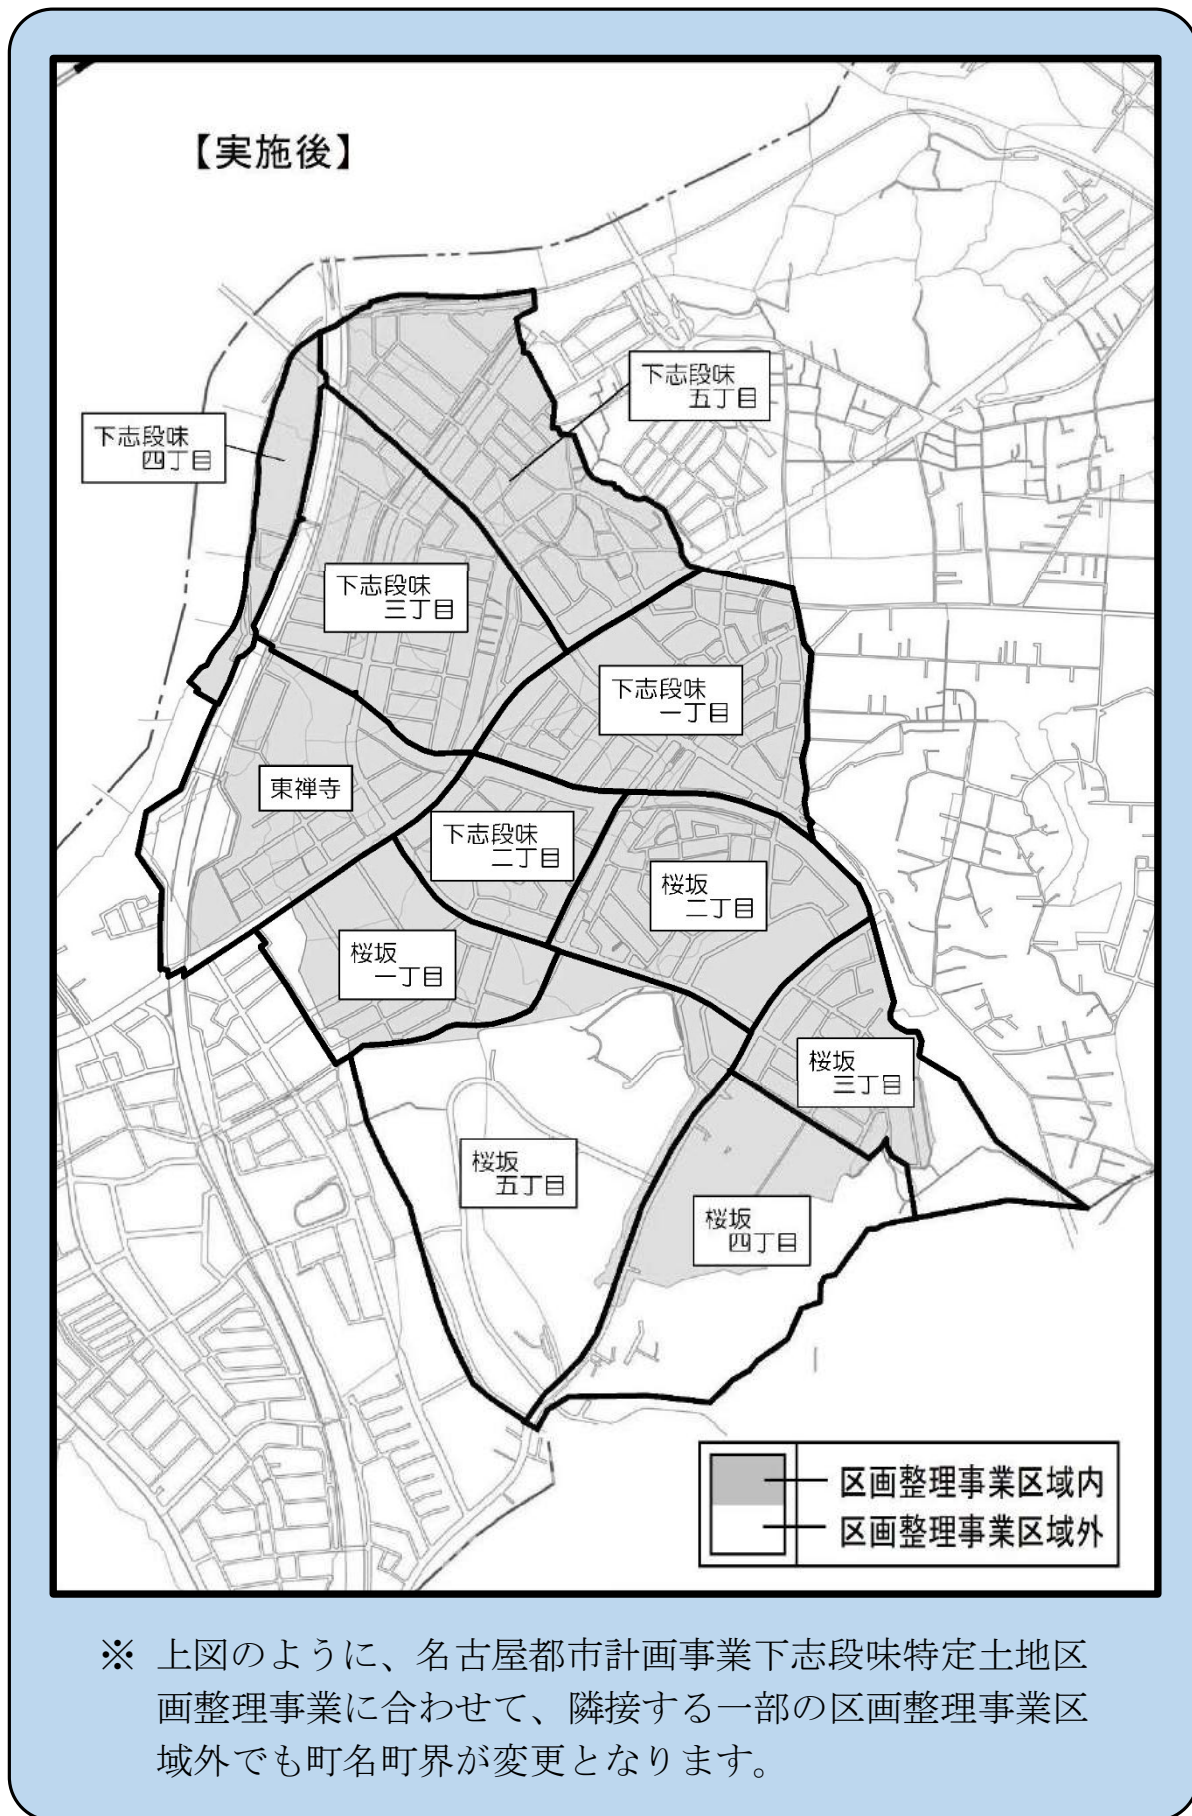 【実施後】
下志段味
五丁目
下志段味
四丁目
下志段味
三丁目
下志段味
一丁目
東禅寺
下志段味
二丁目
桜坂
二丁目
桜坂
一丁目
桜坂
三丁目
桜坂
五丁目
桜坂
四丁目
区画整理事業区域内
区画整理事業区域外
※ 上図のように、名古屋都市計画事業下志段味特定土地区
画整理事業に合わせて、隣接する一部の区画整理事業区
域外でも町名町界が変更となります。